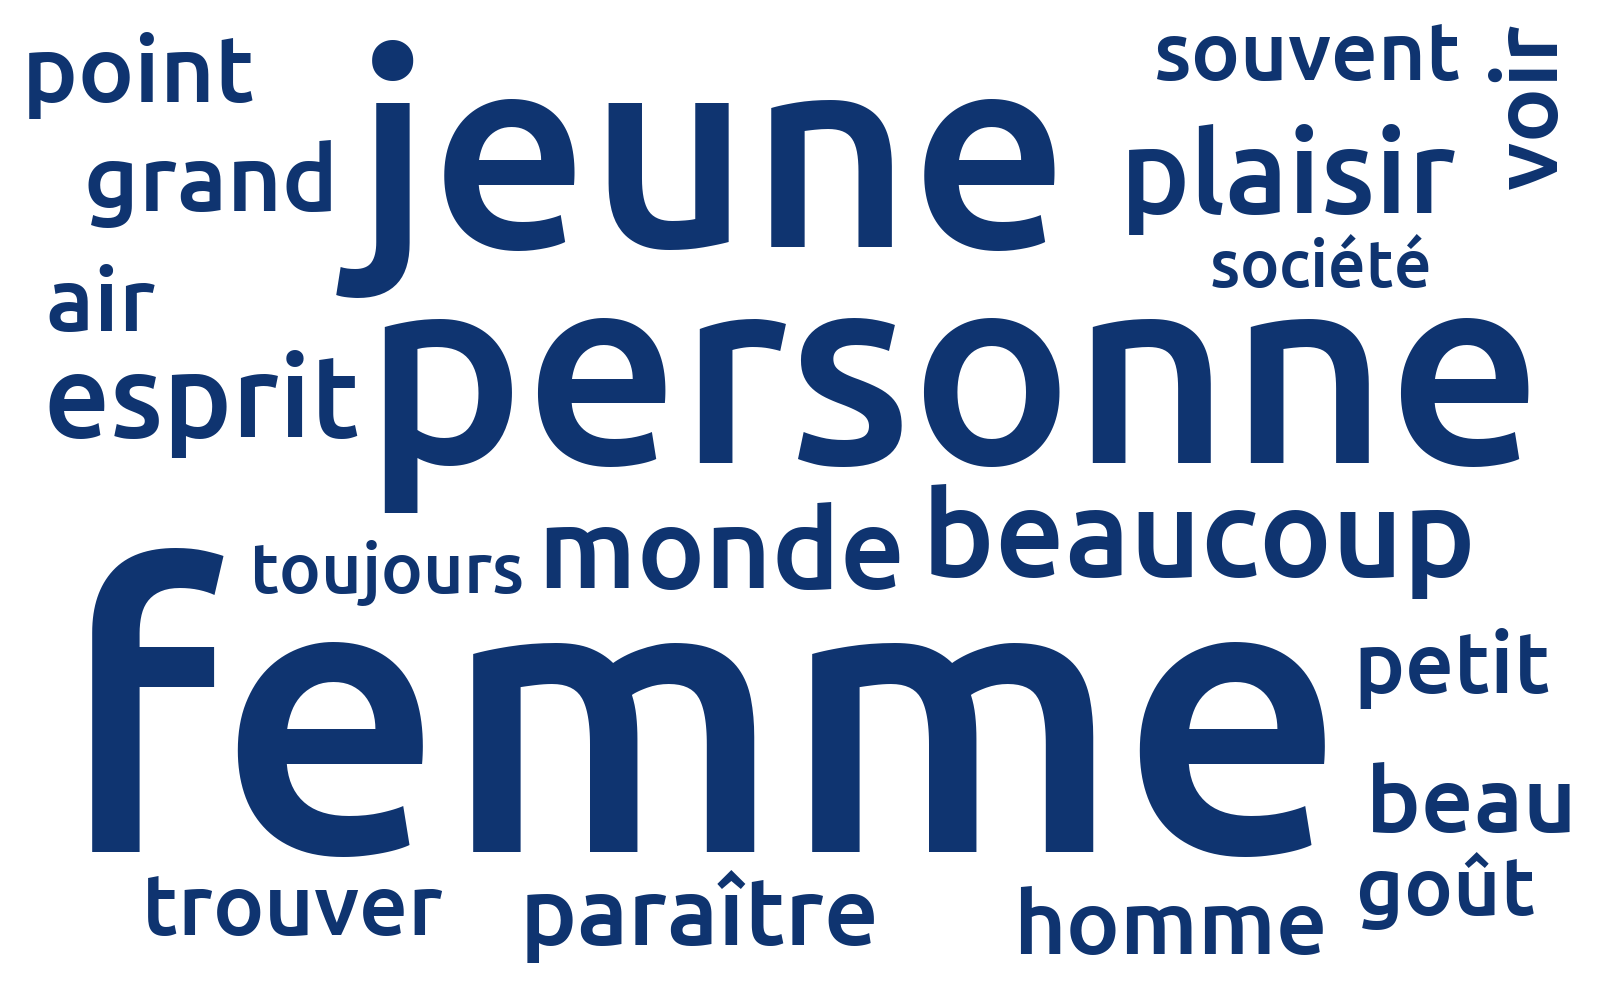 point
jeune
souvent
voir
grand
plaisir
air
société
esprit
personne
toujours
monde
beaucoup
femme
petit
beau
trouver
paraître
homme
goût